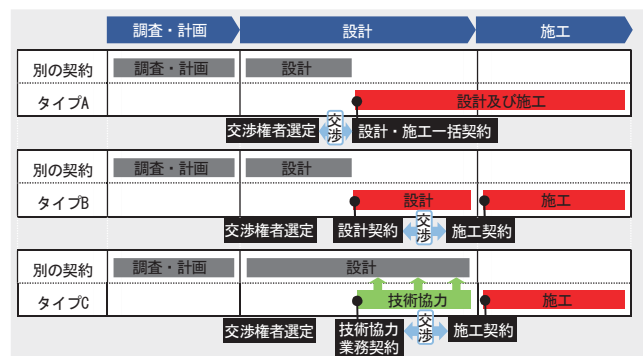 調査・計画 設計 施工
別の契約 調査・計画 設計
タイプA 設計及び施工
交渉権者選定 交渉 設計・施工一括契約
別の契約 調査・計画 設計
タイプB 設計 施工
交渉権者選定 設計契約 交渉 施工契約
別の契約 調査・計画 設計
タイプC 技術協力 施工
交渉権者選定 技術協力 交渉 施工契約
業務契約